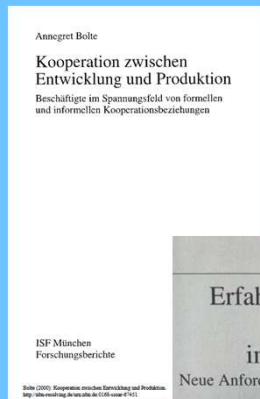 Annegret Bolte
Kooperation zwischen
Entwicklung und Produktion
Beschäftigte im Spannungsfeld von formellen
und informellen Kooperationsbeziehungen
Erfah
in
Neue Anford
ISF München
Forschungsberichte
Bolte (2000): Kooperation zwischen Entwicklung und Produktion.
http://nbn-resolving.de/urn:nbn:de:0168-ssoar-67451